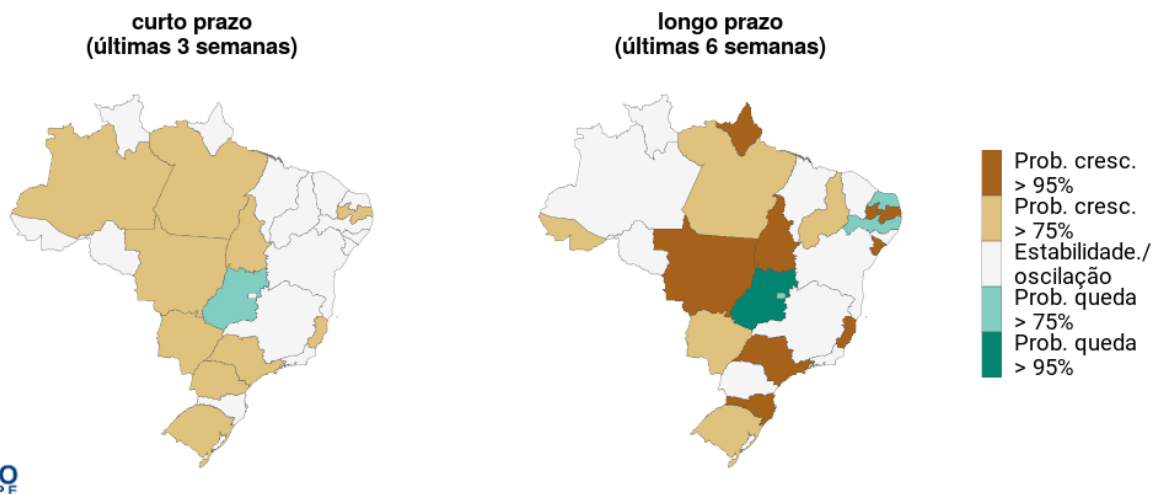 curto prazo
(últimas 3 semanas)
longo prazo
(últimas 6 semanas)
Prob. cresc.
> 95%
Prob. cresc.
> 75%
Estabilidade./
oscilação
Prob. queda
> 75%
Prob. queda
> 95%